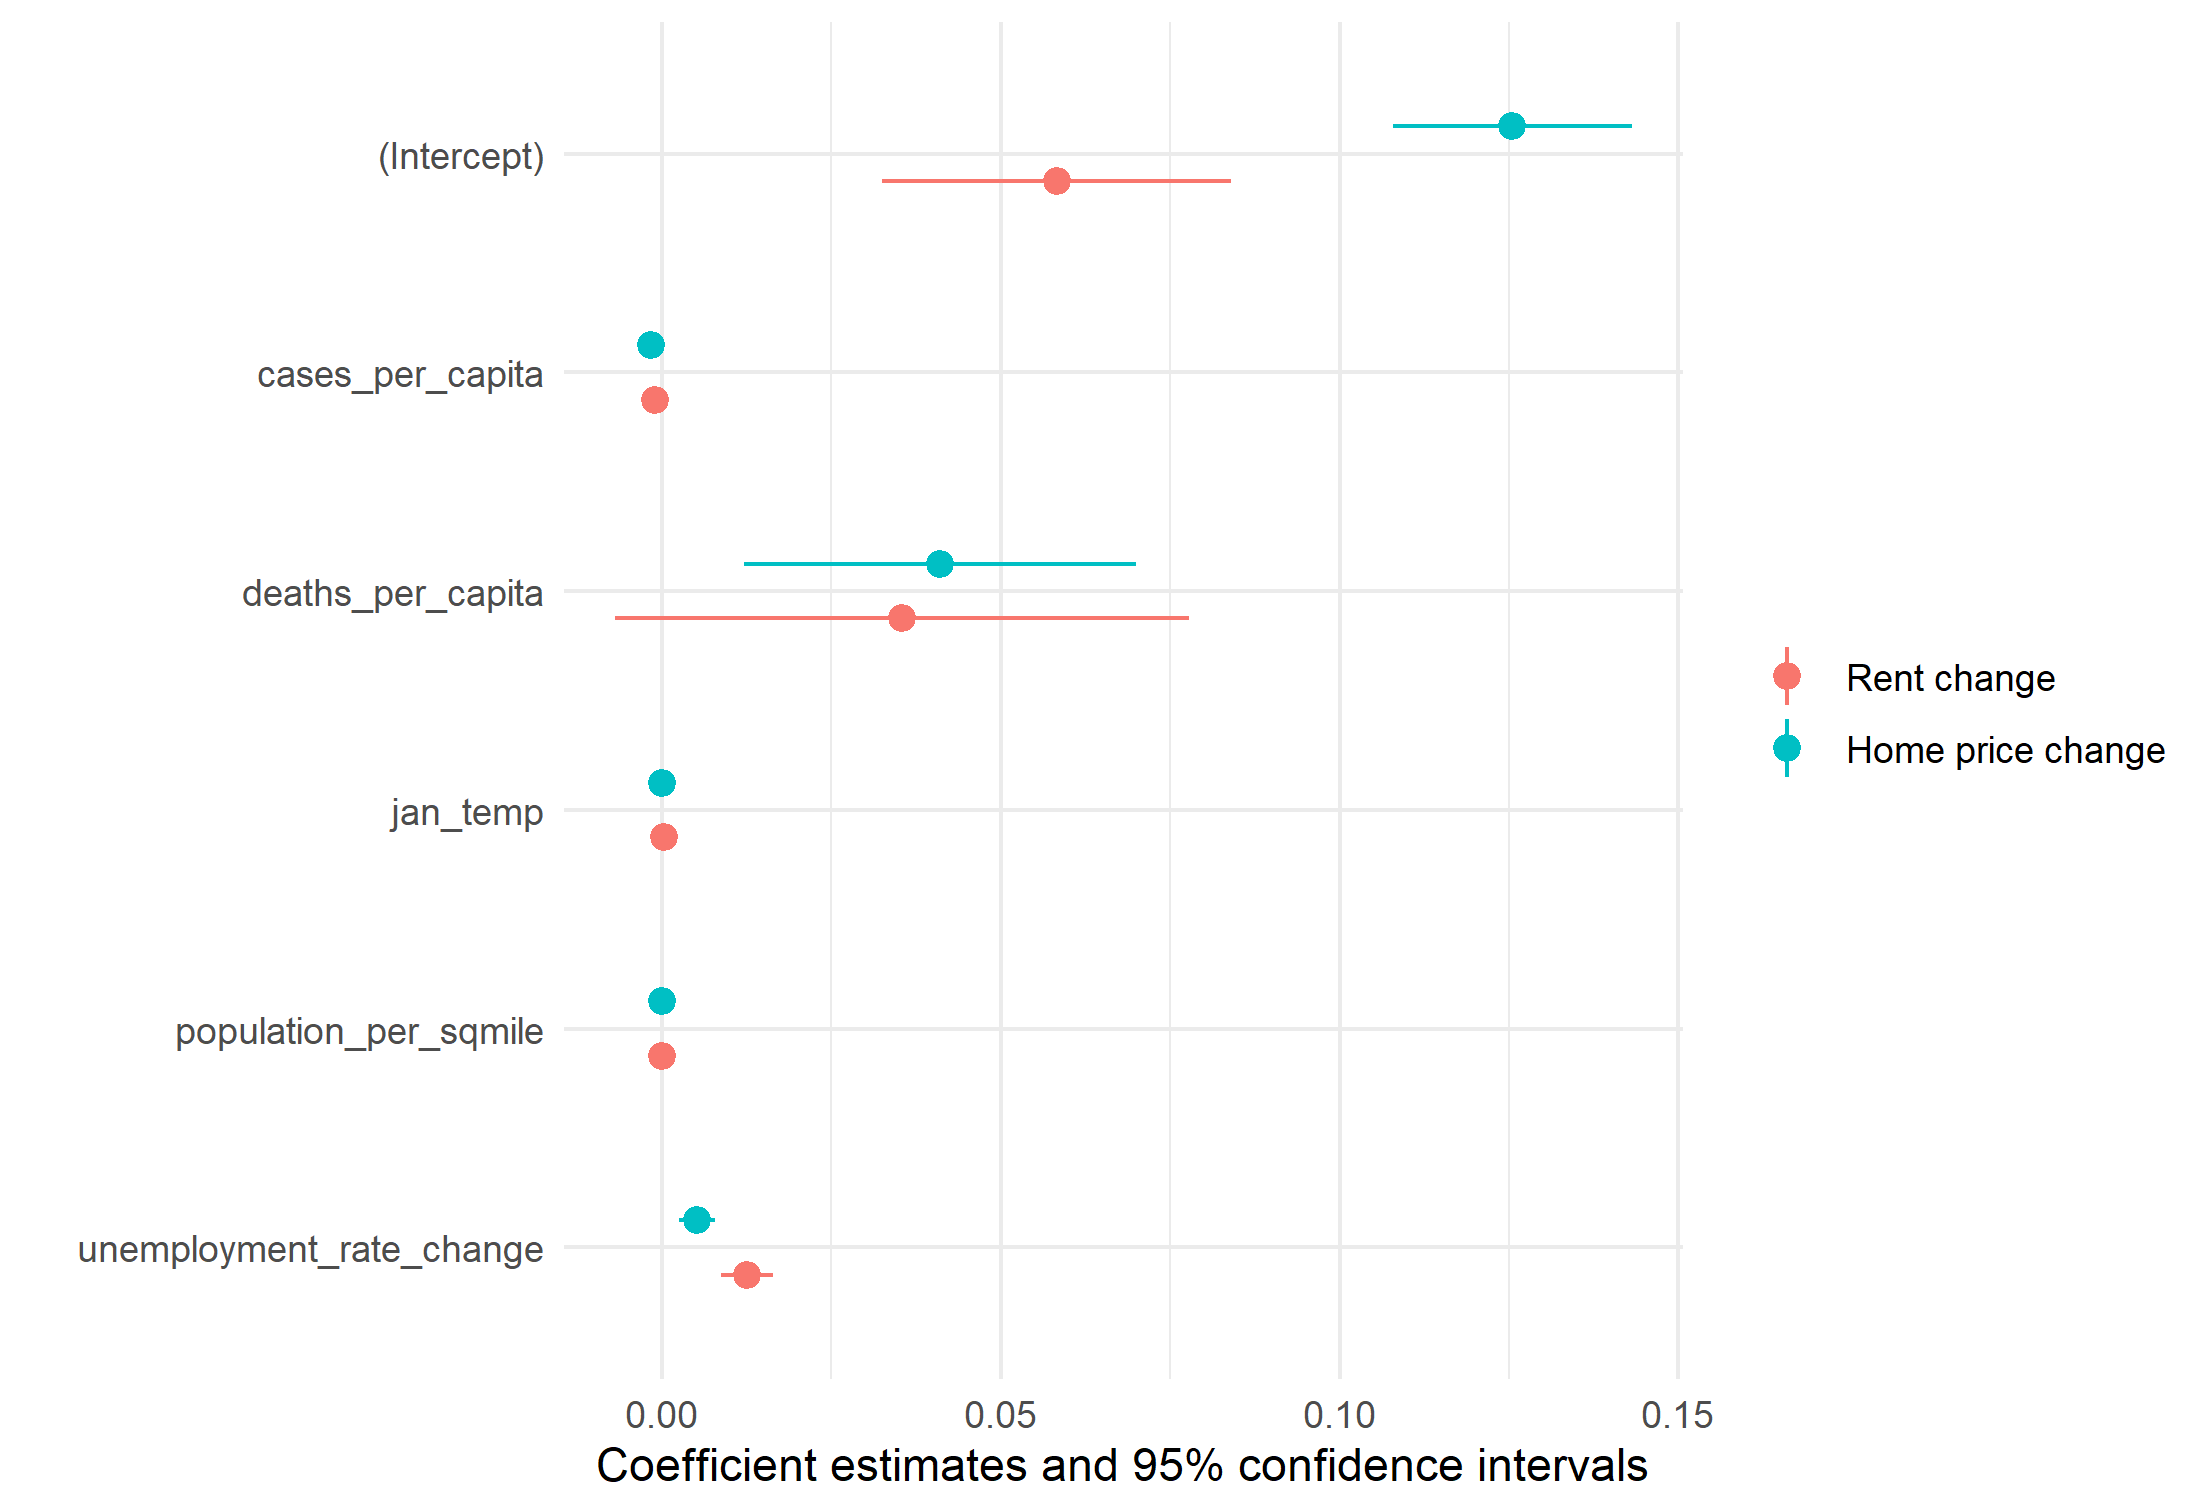 (Intercept)
cases_per_capita
deaths_per_capita
jan_temp
population_per_sqmile
unemployment_rate_change
0.00 0.05 0.10 0.15
Coefficient estimates and 95% confidence intervals
Rent change
Home price change